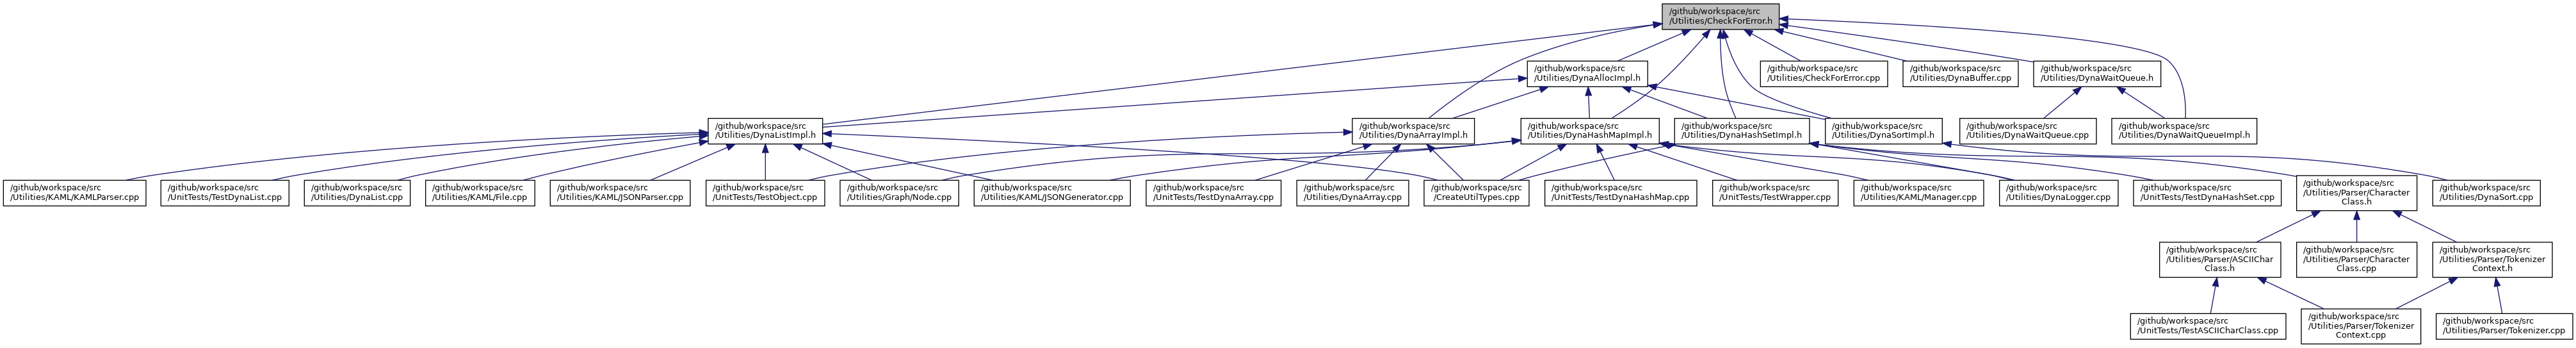 /github/workspace/src
/Utilities/CheckForError.h
/github/workspace/src
/Utilities/DynaAllocImpl.h
/github/workspace/src
/Utilities/CheckForError.cpp
/github/workspace/src
/Utilities/DynaBuffer.cpp
/github/workspace/src
/Utilities/DynaWaitQueue.h
/github/workspace/src
/Utilities/DynaListImpl.h
/github/workspace/src
/Utilities/DynaArrayImpl.h
/github/workspace/src
/Utilities/DynaHashMapImpl.h
/github/workspace/src
/Utilities/DynaHashSetImpl.h
/github/workspace/src
/Utilities/DynaSortImpl.h
/github/workspace/src
/Utilities/DynaWaitQueue.cpp
/github/workspace/src
/Utilities/DynaWaitQueueImpl.h
/github/workspace/src
/Utilities/KAML/KAMLParser.cpp
/github/workspace/src
/UnitTests/TestDynaList.cpp
/github/workspace/src
/Utilities/DynaList.cpp
/github/workspace/src
/Utilities/KAML/File.cpp
/github/workspace/src
/Utilities/KAML/JSONParser.cpp
/github/workspace/src
/UnitTests/TestObject.cpp
/github/workspace/src
/Utilities/Graph/Node.cpp
/github/workspace/src
/Utilities/KAML/JSONGenerator.cpp
/github/workspace/src
/UnitTests/TestDynaArray.cpp
/github/workspace/src
/Utilities/DynaArray.cpp
/github/workspace/src
/CreateUtilTypes.cpp
/github/workspace/src
/UnitTests/TestDynaHashMap.cpp
/github/workspace/src
/UnitTests/TestWrapper.cpp
/github/workspace/src
/Utilities/KAML/Manager.cpp
/github/workspace/src
/Utilities/DynaLogger.cpp
/github/workspace/src
/UnitTests/TestDynaHashSet.cpp
/github/workspace/src
/Utilities/Parser/Character
Class.h
/github/workspace/src
/Utilities/DynaSort.cpp
/github/workspace/src
/Utilities/Parser/ASCIIChar
Class.h
/github/workspace/src
/Utilities/Parser/Character
Class.cpp
/github/workspace/src
/Utilities/Parser/Tokenizer
Context.h
/github/workspace/src
/UnitTests/TestASCIICharClass.cpp
/github/workspace/src
/Utilities/Parser/Tokenizer
Context.cpp
/github/workspace/src
/Utilities/Parser/Tokenizer.cpp